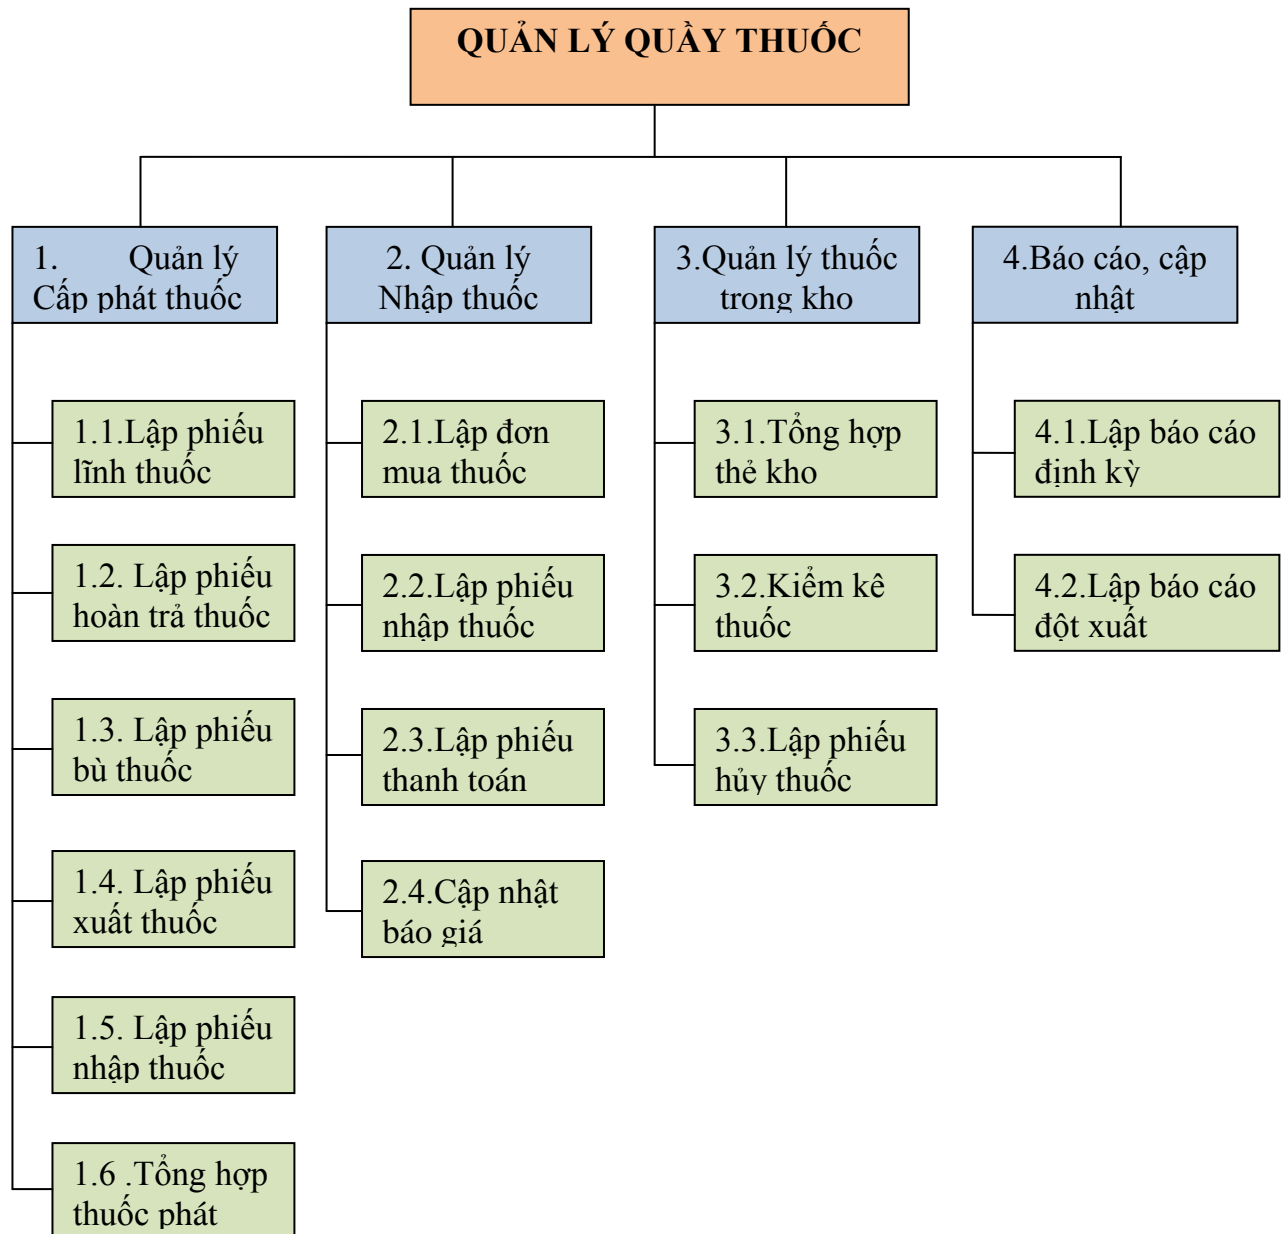 QUẢN LÝ QUẦY THUỐC
1. Quản lý
Cấp phát thuốc
2. Quản lý
Nhập thuốc
3.Quản lý thuốc
trong kho
4.Báo cáo, cập
nhật
1.1.Lập phiếu
lĩnh thuốc
1.2. Lập phiếu
hoàn trả thuốc
1.3. Lập phiếu
bù thuốc
1.4. Lập phiếu
xuất thuốc
1.5. Lập phiếu
nhập thuốc
1.6 .Tổng hợp
thuốc phát
2.1.Lập đơn
mua thuốc
2.2.Lập phiếu
nhập thuốc
2.3.Lập phiếu
thanh toán
2.4.Cập nhật
báo giá
3.1.Tổng hợp
thẻ kho
3.2.Kiểm kê
thuốc
3.3.Lập phiếu
hủy thuốc
4.1.Lập báo cáo
định kỳ
4.2.Lập báo cáo
đột xuất